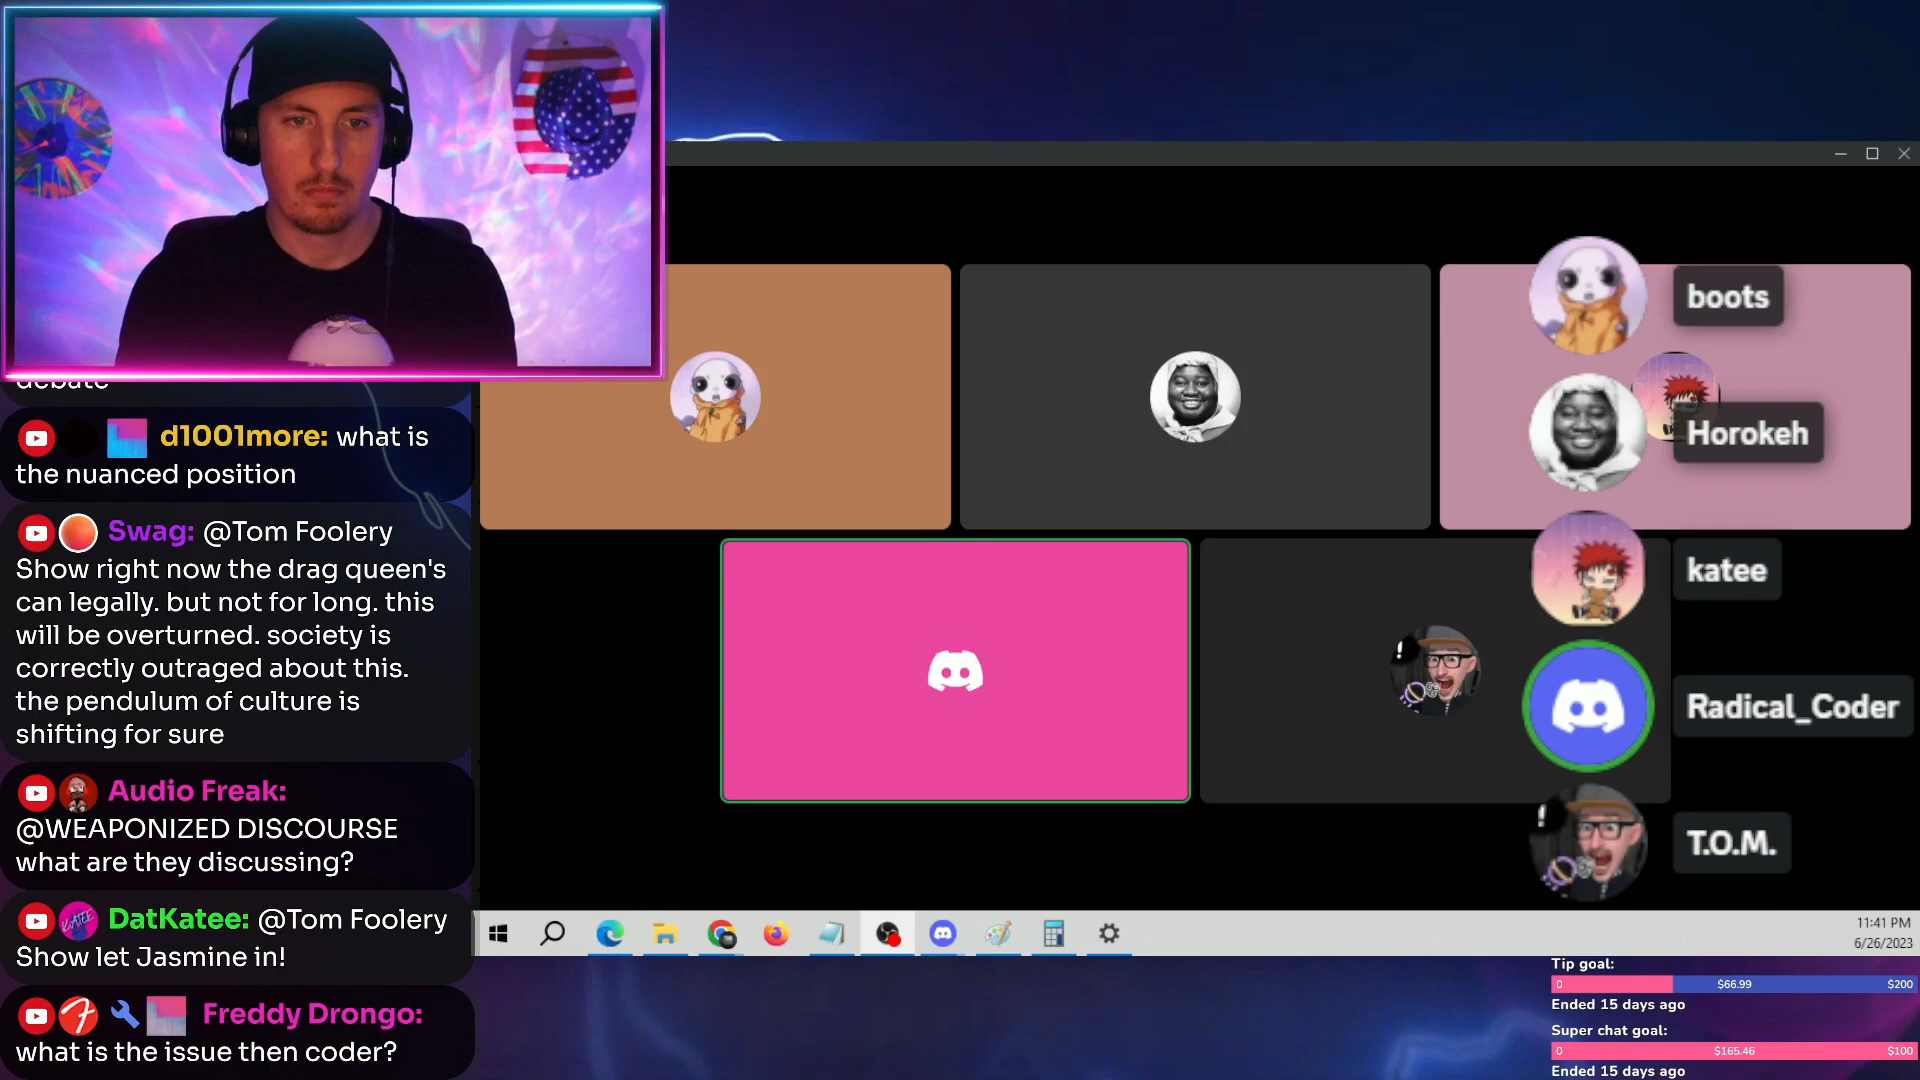 debate
d1001more: what is
the nuanced position
Swag: @Tom Foolery
Show right now the drag queen's
can legally. but not for long. this
will be overturned. society is
correctly outraged about this.
the pendulum of culture is
shifting for sure
Audio Freak:
@WEAPONIZED DISCOURSE
what are they discussing?
KATEE
DatKatee: @Tom Foolery
Show let Jasmine in!
Freddy Drongo:
what is the issue then coder?
boots
Horokeh
katee
Radical_Coder
!
T.O.M.
!
11:41 PM
6/26/2023
Tip goal:
0 $66.99 $200
Ended 15 days ago
Super chat goal:
0 $165.46 $100
Ended 15 days ago